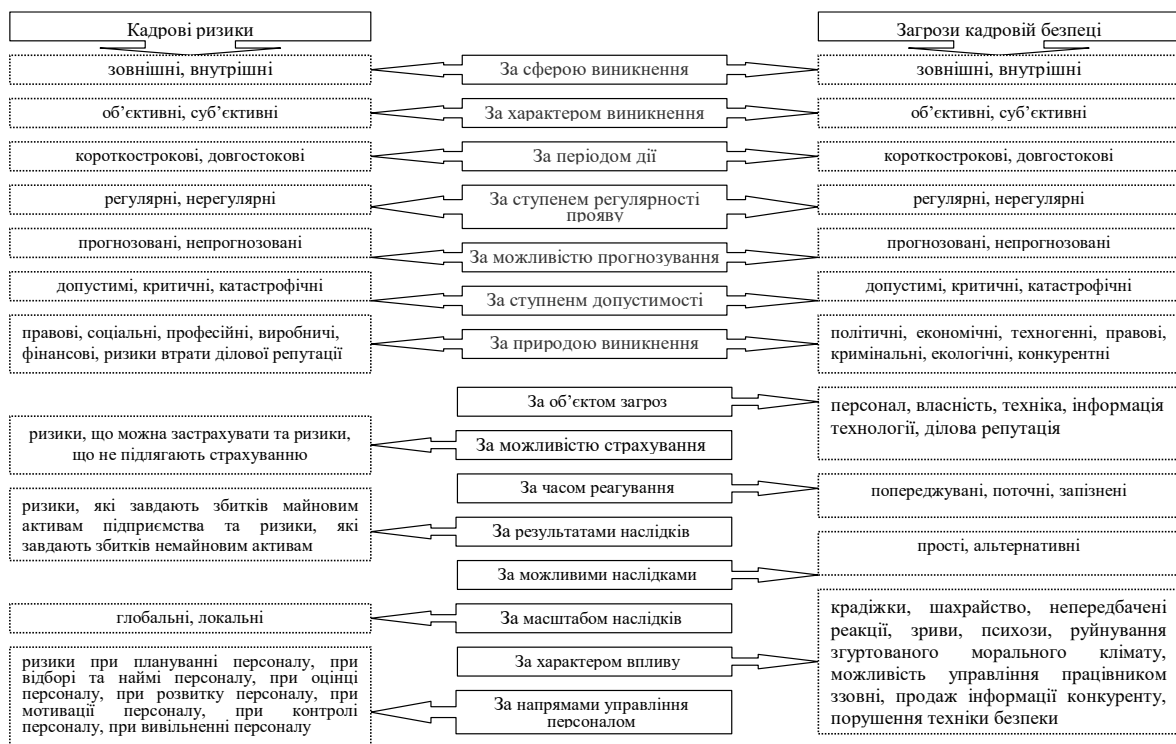 Кадрові ризики
Загрози кадровій безпеці
зовнішні, внутрішні
За сферою виникнення
зовнішні, внутрішні
об’єктивні, суб’єктивні
За характером виникнення
об’єктивні, суб’єктивні
короткострокові, довгостокові
За періодом дії
короткострокові, довгостокові
регулярні, нерегулярні
За ступенем регулярності
прояву
регулярні, нерегулярні
прогнозовані, непрогнозовані
За можливістю прогнозування
прогнозовані, непрогнозовані
допустимі, критичні, катастрофічні
За ступненм допустимості
допустимі, критичні, катастрофічні
правові, соціальні, професійні, виробничі,
фінансові, ризики втрати ділової репутації
За природою виникнення
політичні, економічні, техногенні, правові,
кримінальні, екологічні, конкурентні
За об’єктом загроз
персонал, власність, техніка, інформація
технології, ділова репутація
ризики, що можна застрахувати та ризики,
що не підлягають страхуванню
За можливістю страхування
За часом реагування
попереджувані, поточні, запізнені
ризики, які завдають збитків майновим
активам підприємства та ризики, які
завдають збитків немайновим активам
За результатами наслідків
прості, альтернативні
За можливими наслідками
глобальні, локальні
За масштабом наслідків
За характером впливу
крадіжки, шахрайство, непередбачені
реакції, зриви, психози, руйнування
згуртованого морального клімату,
можливість управління працівником
ззовні, продаж інформації конкуренту,
порушення техніки безпеки
ризики при плануванні персоналу, при
відборі та наймі персоналу, при оцінці
персоналу, при розвитку персоналу, при
мотивації персоналу, при контролі
персоналу, при вивільненні персоналу
За напрямами управління
персоналом